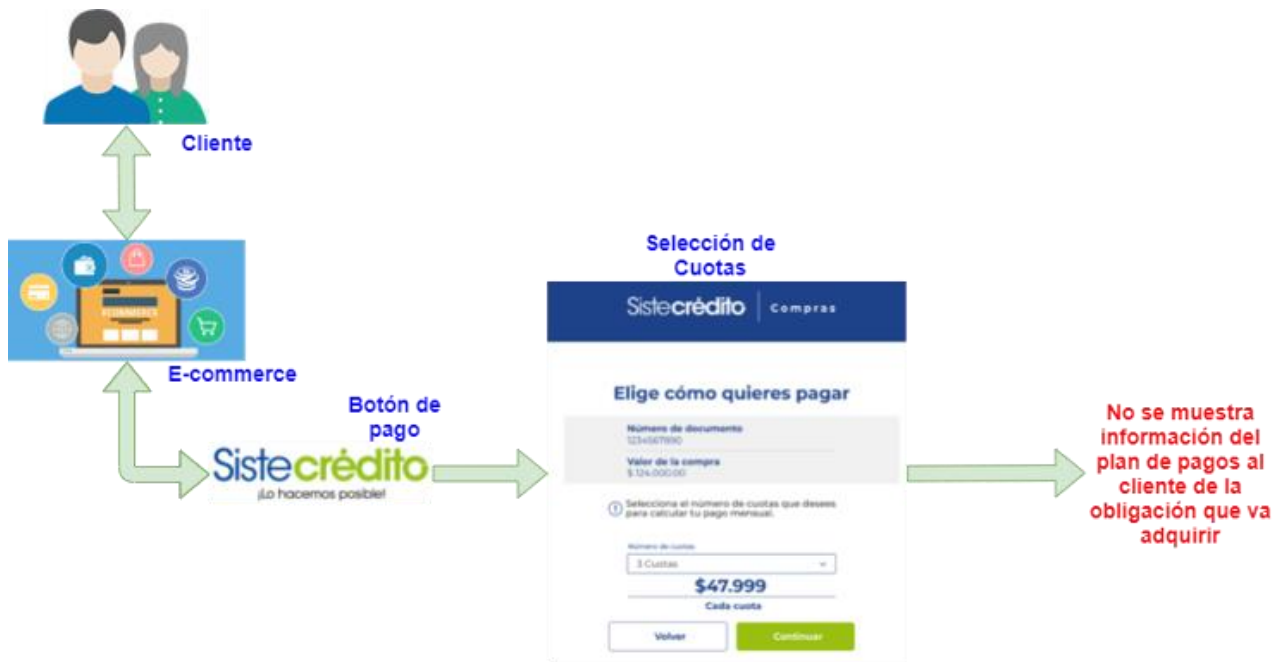 Cliente
ECOMMERCE
E-commerce
Botón de
pago
Sistecrédito
¡Lo hacemos posible!
Selección de
Cuotas
Sistecrédito | Compras
Elige cómo quieres pagar
Número de documento
1234567890
Valor de la compra
$ 124.000.00
Selecciona el número de cuotas que desees
para calcular tu pago mensual.
Número de cuotas
3 Cuotas
$47.999
Cada cuota
Volver
Continuar
No se muestra
información del
plan de pagos al
cliente de la
obligación que va
adquirir